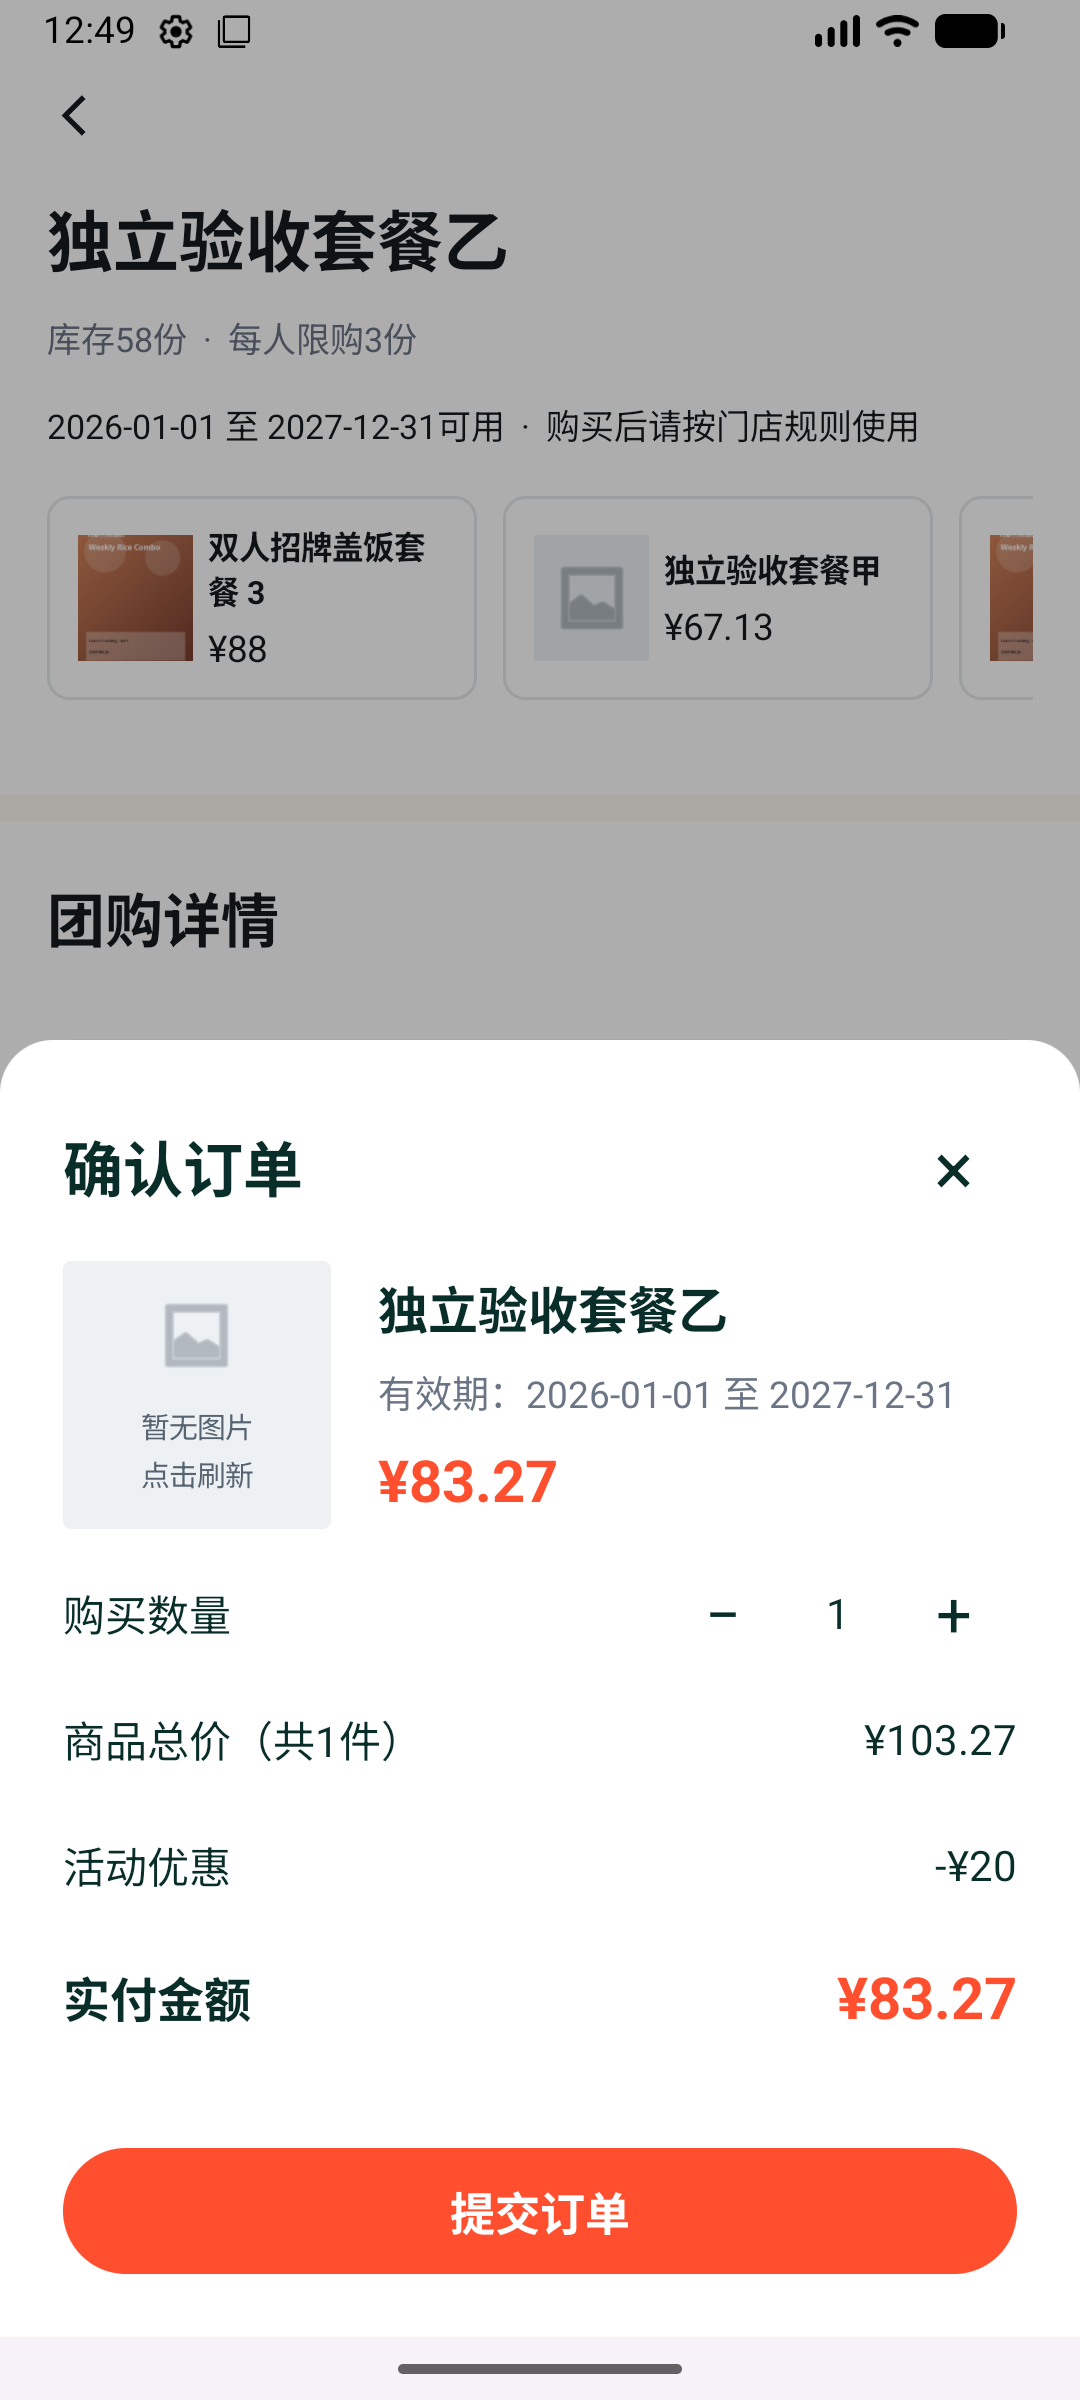 12:49
独立验收套餐乙
库存58份 · 每人限购3份
2026-01-01 至 2027-12-31可用 · 购买后请按门店规则使用
Weekly Rice Combo
双人招牌盖饭套
餐 3
¥88
独立验收套餐甲
¥67.13
Weekly R
团购详情
确认订单
暂无图片
点击刷新
独立验收套餐乙
有效期：2026-01-01 至 2027-12-31
¥83.27
购买数量
− 1 +
商品总价（共1件）
¥103.27
活动优惠
-¥20
实付金额
¥83.27
提交订单